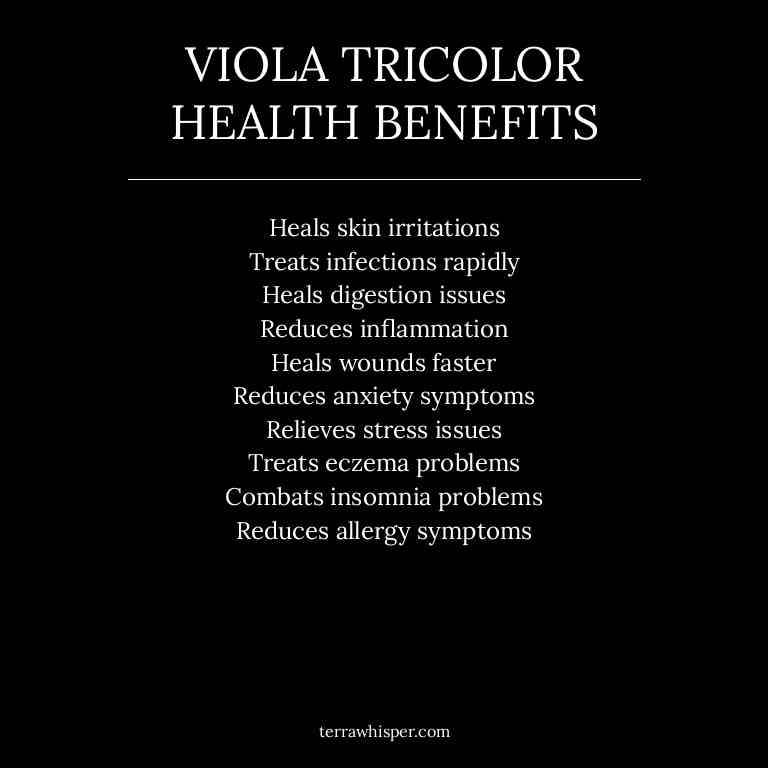 VIOLA TRICOLOR
HEALTH BENEFITS
Heals skin irritations
Treats infections rapidly
Heals digestion issues
Reduces inflammation
Heals wounds faster
Reduces anxiety symptoms
Relieves stress issues
Treats eczema problems
Combats insomnia problems
Reduces allergy symptoms
terrawhisper.com